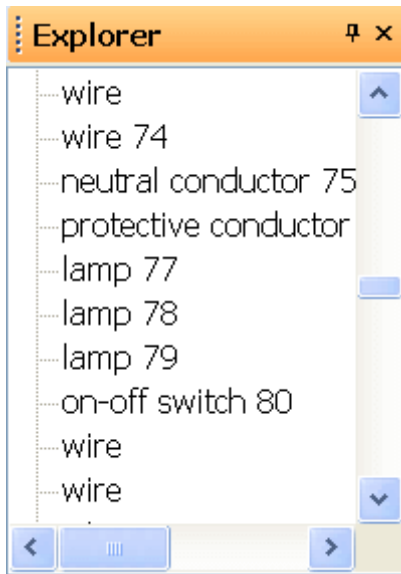 Explorer
wire
wire 74
neutral conductor 75
protective conductor
lamp 77
lamp 78
lamp 79
on-off switch 80
wire
wire